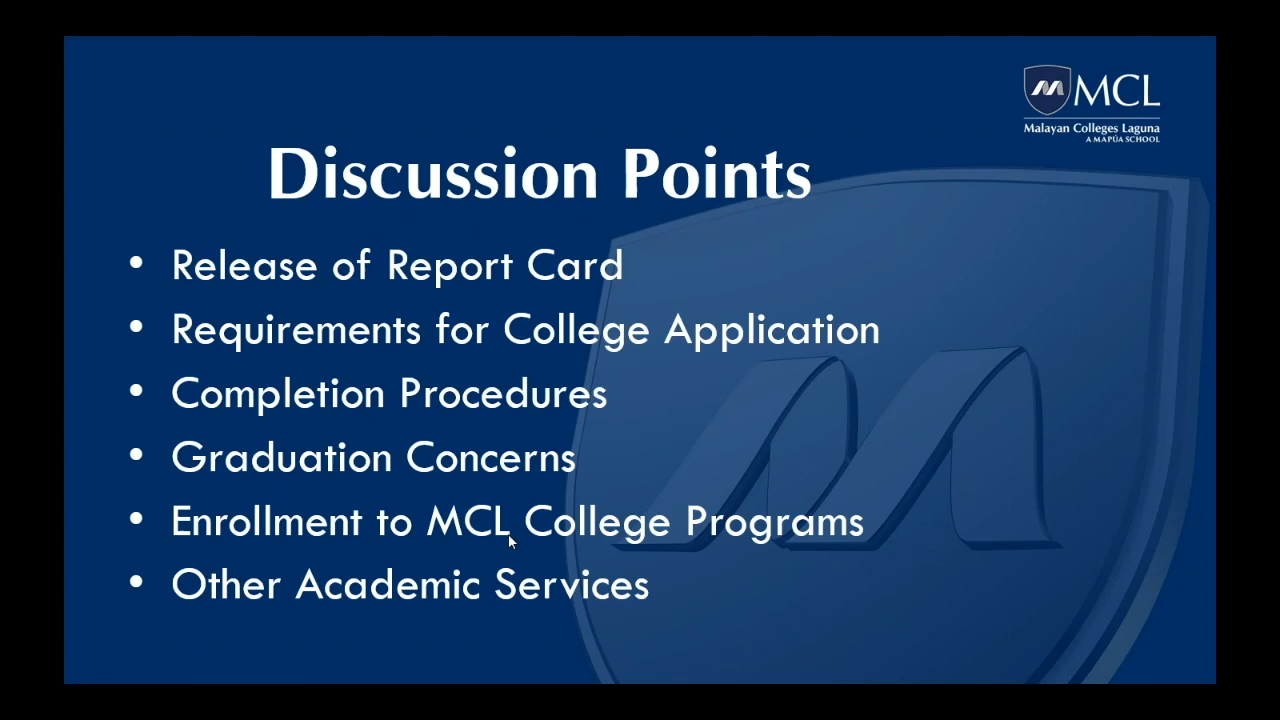 MCL
Malayan Colleges Laguna
A MAPÚA SCHOOL
Discussion Points
• Release of Report Card
• Requirements for College Application
• Completion Procedures
• Graduation Concerns
• Enrollment to MCL College Programs
• Other Academic Services